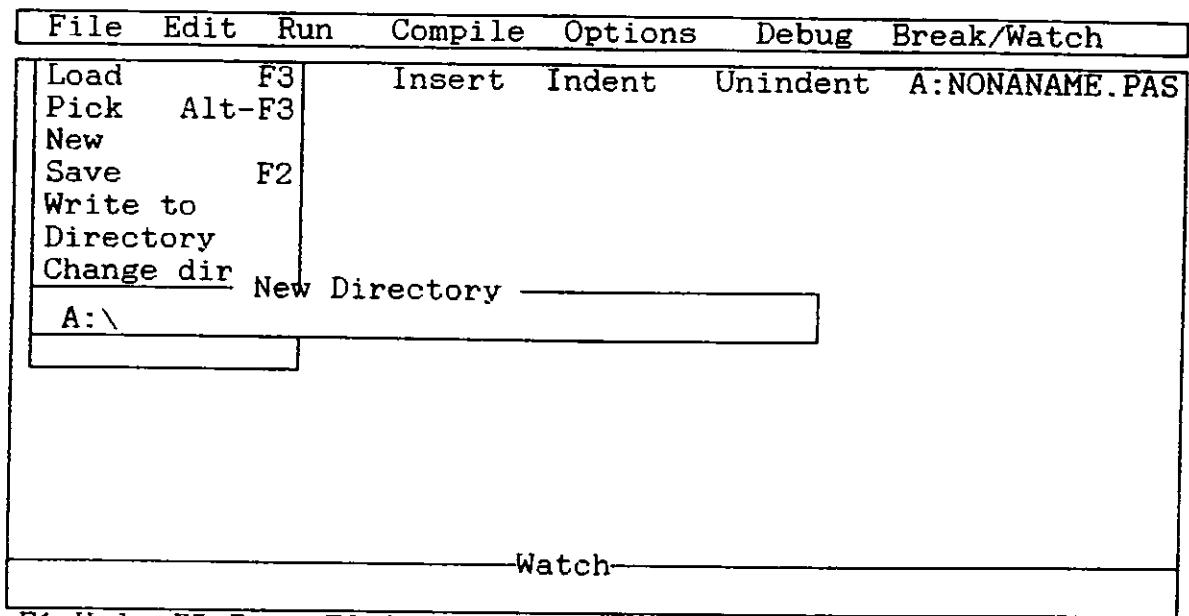 File Edit Run Compile Options Debug Break/Watch
Load F3 Insert Indent Unindent A:NONANAME.PAS
Pick Alt-F3
New
Save F2
Write to
Directory
Change dir
New Directory
A:\
Watch